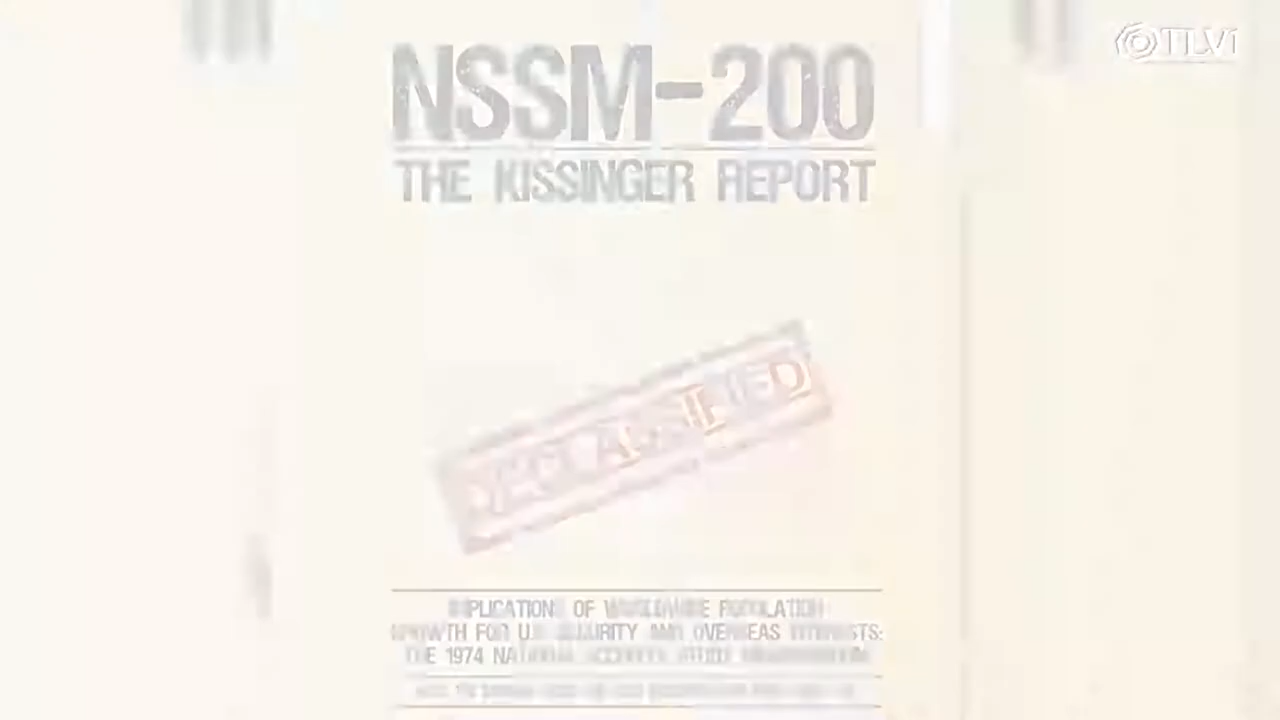 NSSM-200
THE KISSINGER REPORT
DECLASSIFIED
IMPLICATIONS OF WORLDWIDE POPULATION
GROWTH FOR U.S. SECURITY AND OVERSEAS INTERESTS:
THE 1974 NATIONAL SECURITY STUDY MEMORANDUM